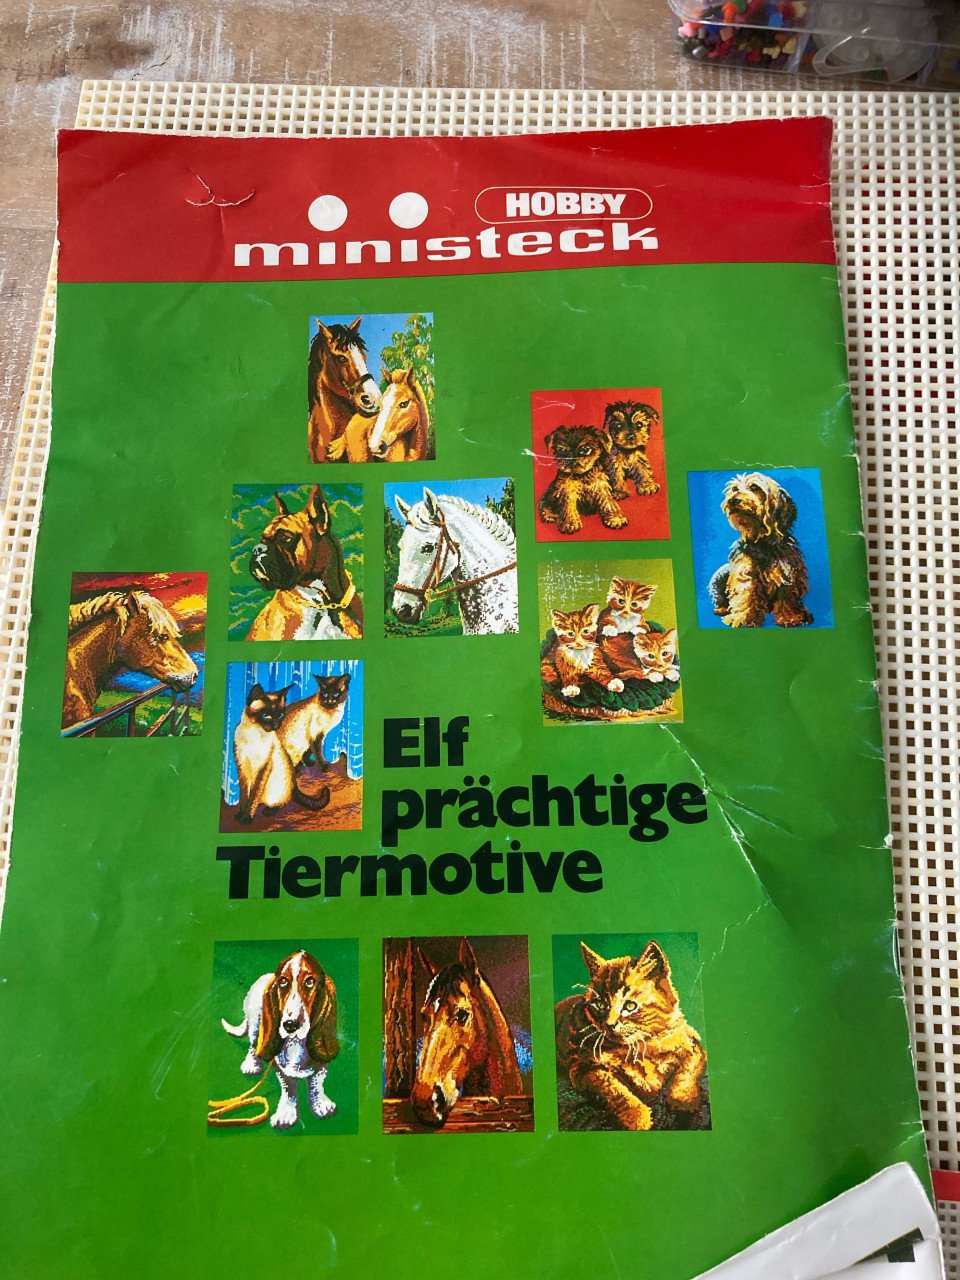 HOBBY
ministeck
Elf
prächtige
Tiermotive